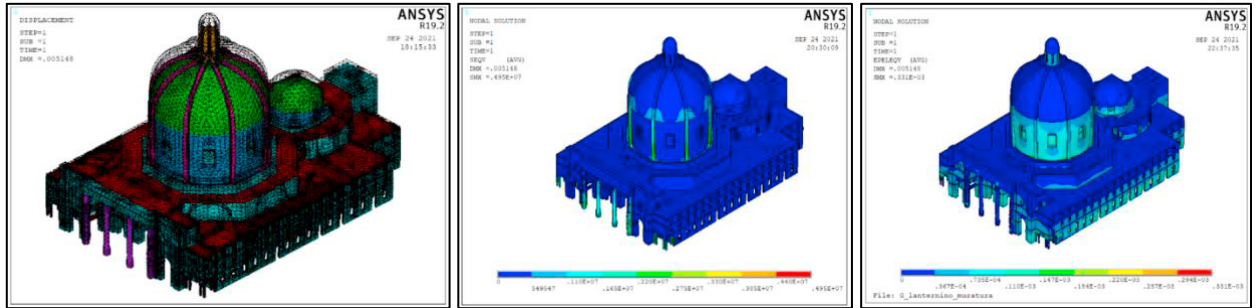 1
DISPLACEMENT
STEP=1
SUB =1
TIME=1
DMX =.005148
ANSYS
R19.2
SEP 24 2021
18:15:33
1
NODAL SOLUTION
STEP=1
SUB =1
TIME=1
SEQV (AVG)
DMX =.005148
SMX =.495E+07
ANSYS
R19.2
SEP 24 2021
20:30:09
0 .110E+07 .220E+07 .330E+07 .440E+07
549547 .165E+07 .275E+07 .385E+07 .495E+07
1
NODAL SOLUTION
STEP=1
SUB =1
TIME=1
EPELEQV (AVG)
DMX =.005148
SMX =.331E-03
ANSYS
R19.2
SEP 24 2021
22:37:35
0 .735E-04 .147E-03 .294E-03
.367E-04 .110E-03 .184E-03 .257E-03 .331E-03
File: G_lanternino_muratura